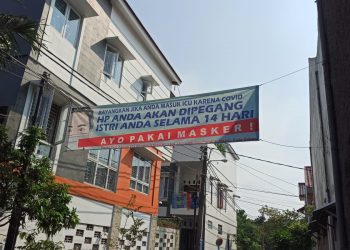 BAYANGKAN JIKA ANDA MASUK ICU KARENA COVID
HP ANDA AKAN DIPEGANG
ISTRI ANDA SELAMA 14 HARI
AYO PAKAI MASKER !